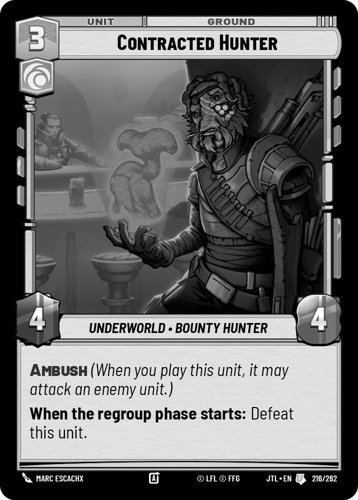 UNIT
GROUND
3
CONTRACTED HUNTER
4
UNDERWORLD • BOUNTY HUNTER
4
AMBUSH (When you play this unit, it may
attack an enemy unit.)
When the regroup phase starts: Defeat
this unit.
MARC ESCACHX
© LFL © FFG
JTL • EN
216/262